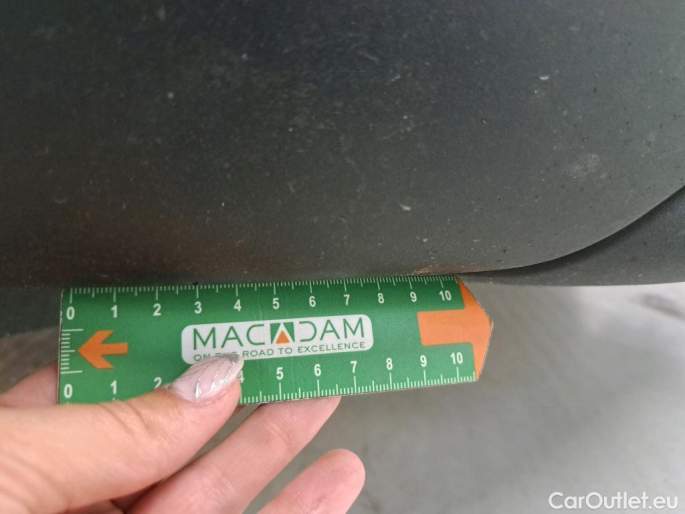 0 1 2 3 4 5 6 7 8 9 10
MACADAM
ON THE ROAD TO EXCELLENCE
0 1 2 4 5 6 7 8 9 10
CarOutlet.eu